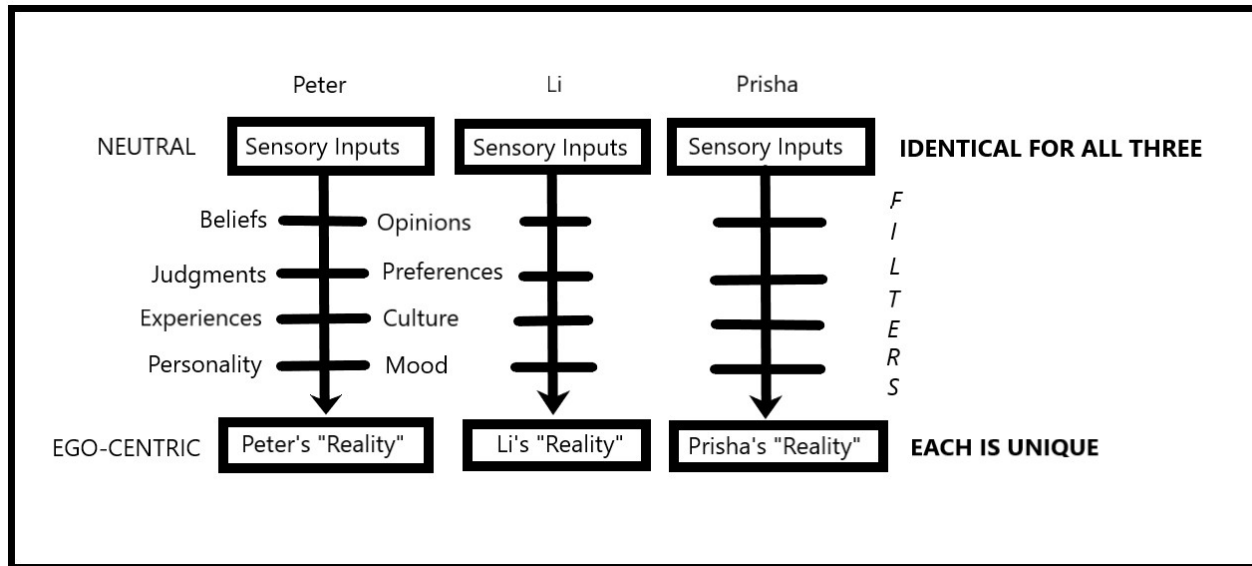 Peter Li Prisha
NEUTRAL Sensory Inputs Sensory Inputs Sensory Inputs IDENTICAL FOR ALL THREE
Beliefs Opinions
Judgments Preferences
Experiences Culture
Personality Mood
FILTERS
EGO-CENTRIC Peter's "Reality" Li's "Reality" Prisha's "Reality" EACH IS UNIQUE